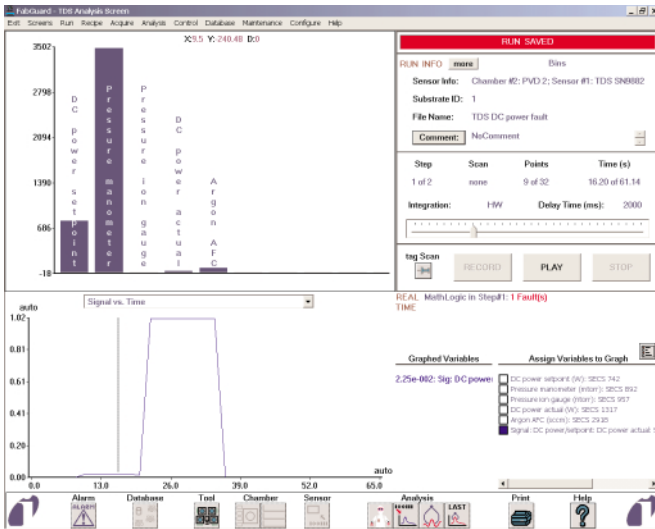 FabGuard - TDS Analysis Screen
Exit Screens Run Recipe Acquire Analysis Control Database Maintenance Configure Help
X:9.5 Y:-240.48 D:0
3502
2798
2094
1390
686
-18
DC power setpoint
Pressure manometer
Pressure ion gauge
DC power actual
Argon AFC
RUN SAVED
RUN INFO more Bins
Sensor Info: Chamber #2: PVD 2; Sensor #1: TDS SN9882
Substrate ID: 1
File Name: TDS DC power fault
Comment: NoComment
Step Scan Points Time (s)
1 of 2 none 9 of 32 16.20 of 61.14
Integration: HW Delay Time (ms): 2000
tag Scan
RECORD PLAY STOP
auto
Signal vs. Time
1.02
0.81
0.61
0.41
0.20
0.00
0.0 13.0 26.0 39.0 52.0 65.0
auto
REAL TIME MathLogic in Step#1: 1 Fault(s)
Graphed Variables Assign Variables to Graph
2.25e-002: Sig: DC power
DC power setpoint (W): SECS 742
Pressure manometer (mtorr): SECS 892
Pressure ion gauge (ntorr): SECS 957
DC power actual (W): SECS 1317
Argon AFC (sccm): SECS 2916
Signal: DC power/setpoint: DC power actual:
Alarm Database Tool Chamber Sensor Analysis Print Help
ALARM
LAST